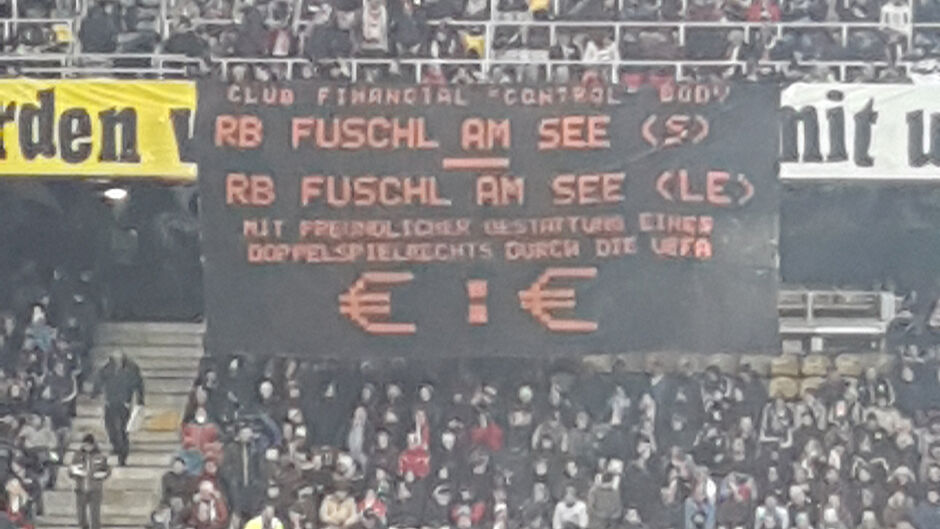 CLUB FINANCIAL "CONTROL" BODY
rden
RB FUSCHL AM SEE (S)
mit u
–
RB FUSCHL AM SEE (LE)
MIT FREUNDLICHER GESTATTUNG EINES
DOPPELSPIELRECHTS DURCH DIE UEFA
€ : €